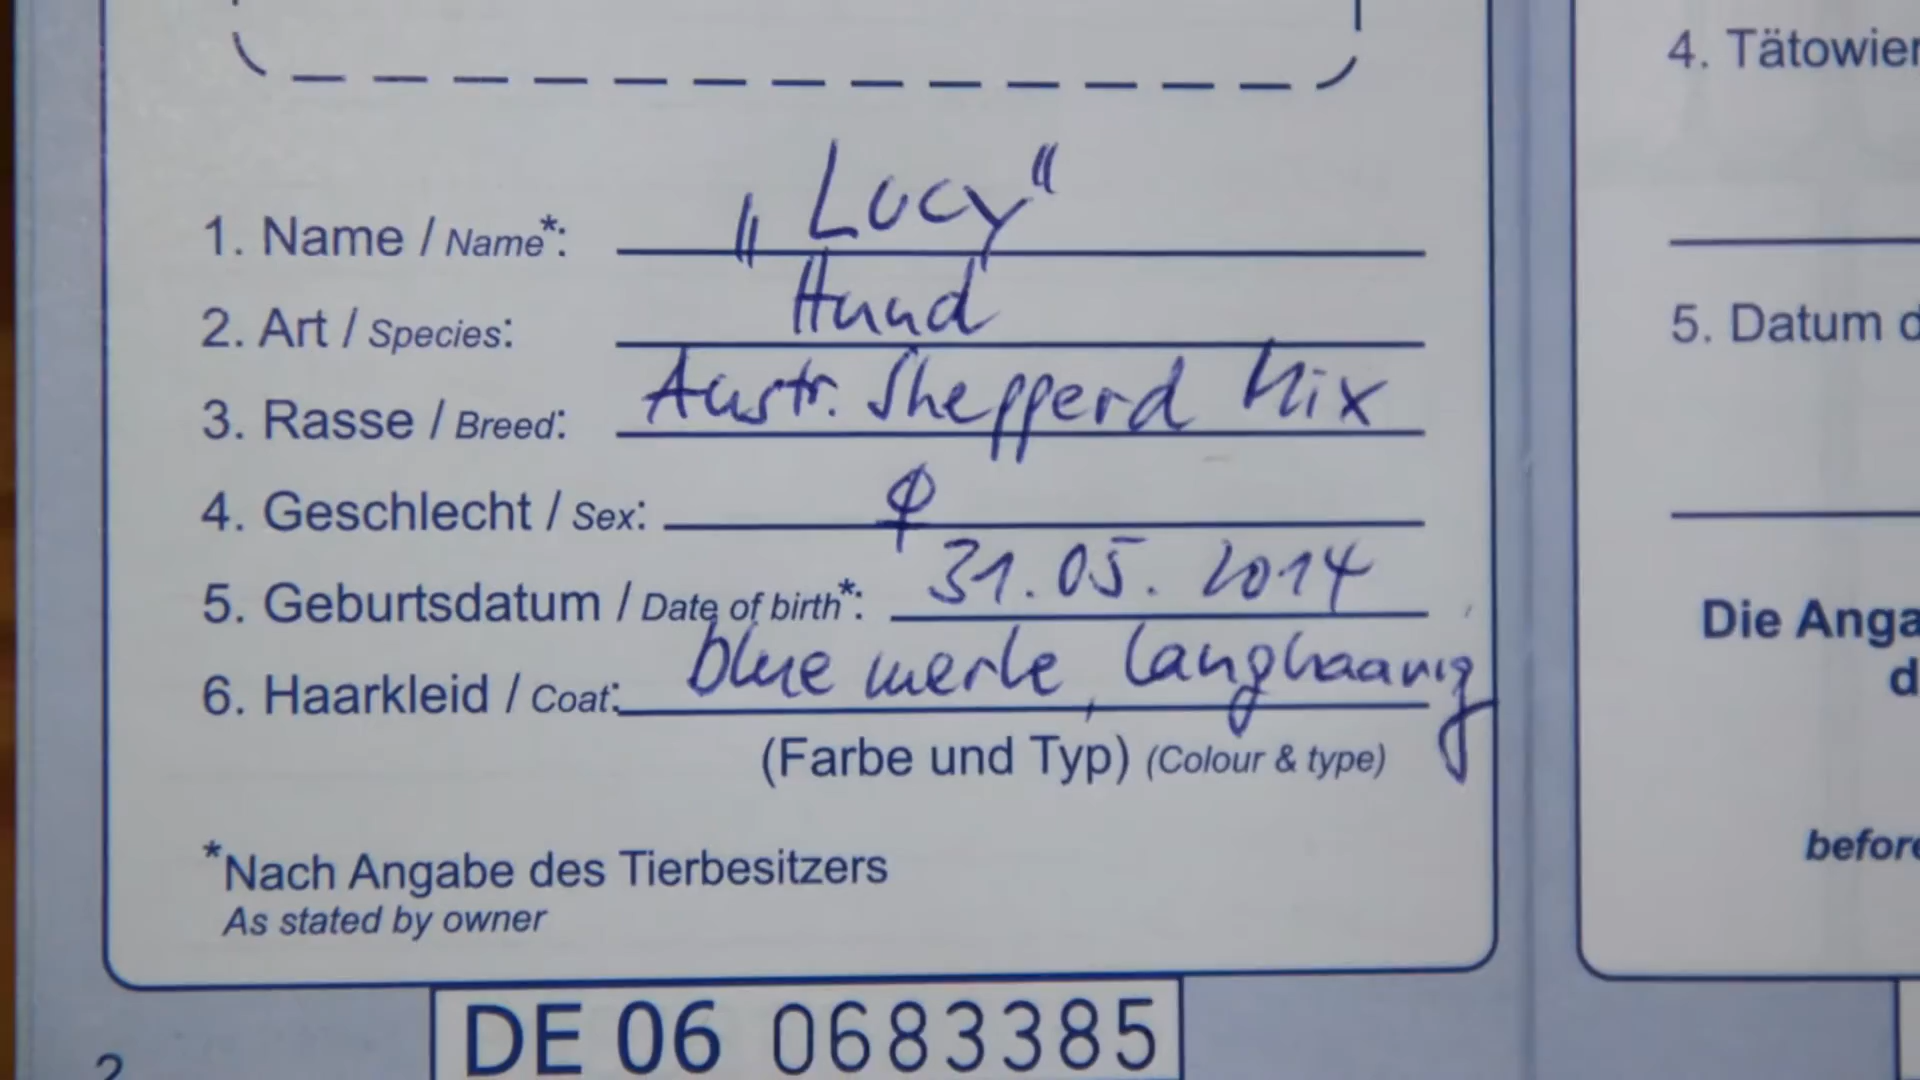 1. Name / Name*: „Lucy“
2. Art / Species: Hund
3. Rasse / Breed: Austr. Shepperd Mix
4. Geschlecht / Sex: ♀
5. Geburtsdatum / Date of birth*: 31.05.2014
6. Haarkleid / Coat: blue merle, langhaarig
(Farbe und Typ) (Colour & type)
*Nach Angabe des Tierbesitzers
As stated by owner
DE 06 0683385
2
4. Tätowier
5. Datum d
Die Anga
d
before